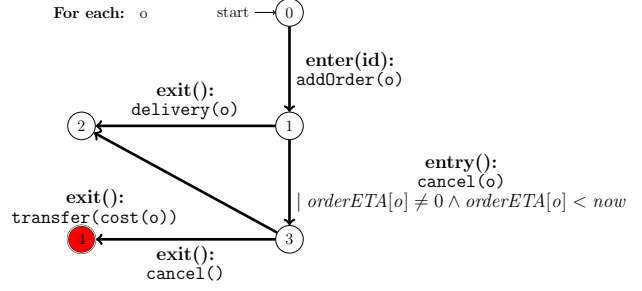 For each: o
start
0
enter(id):
addOrder(o)
exit():
delivery(o)
2
1
entry():
cancel(o)
| orderETA[o] ≠ 0 ∧ orderETA[o] < now
exit():
transfer(cost(o))
4
3
exit():
cancel()